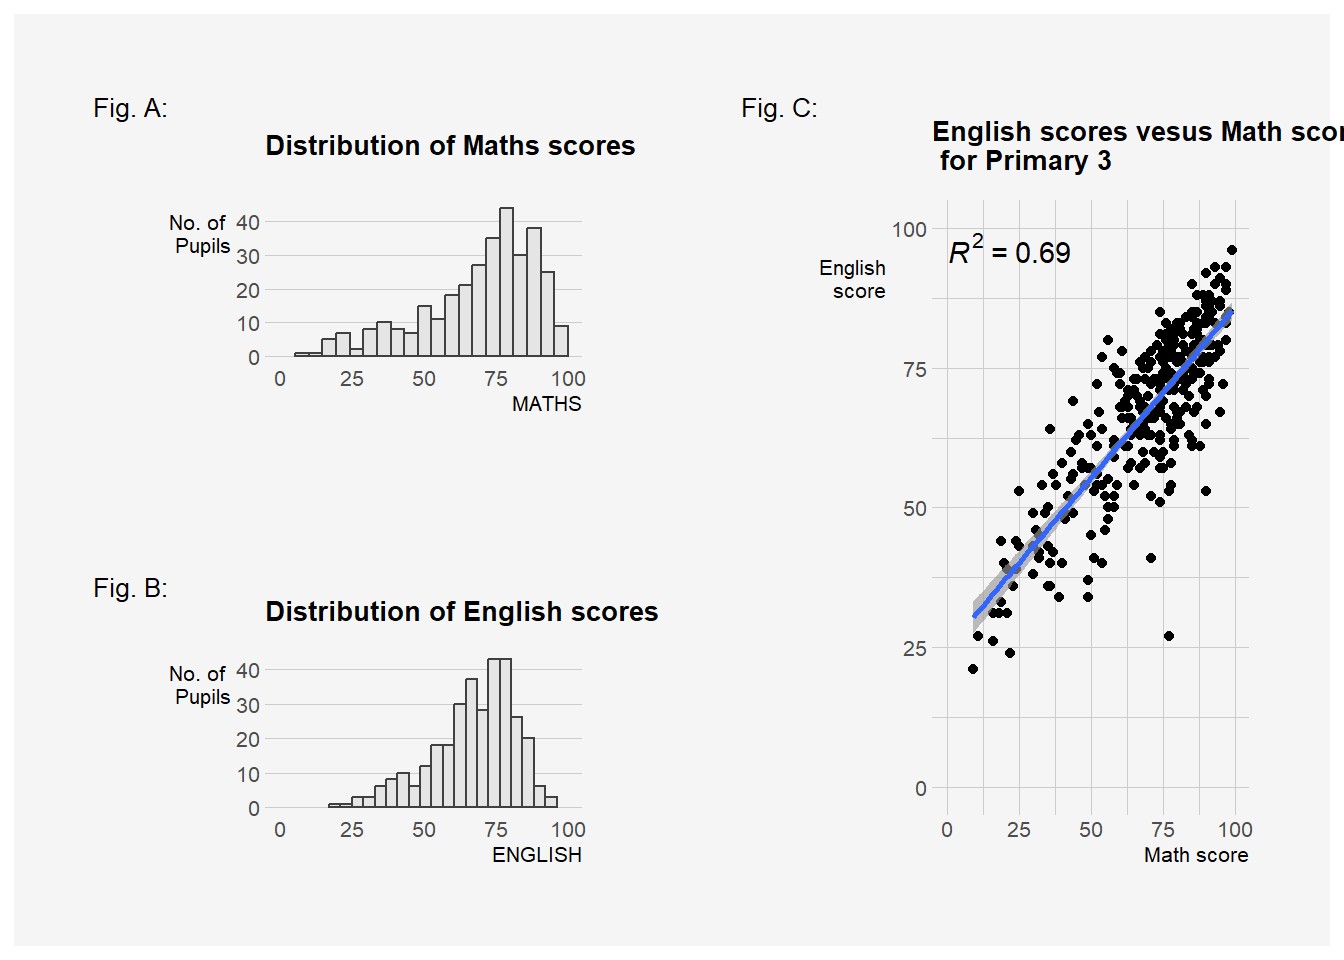 Fig. A:
Distribution of Maths scores
No. of
Pupils
40
30
20
10
0
0 25 50 75 100
MATHS
Fig. B:
Distribution of English scores
No. of
Pupils
40
30
20
10
0
0 25 50 75 100
ENGLISH
Fig. C:
English scores vesus Math scor
for Primary 3
English
score
R² = 0.69
100
75
50
25
0
0 25 50 75 100
Math score